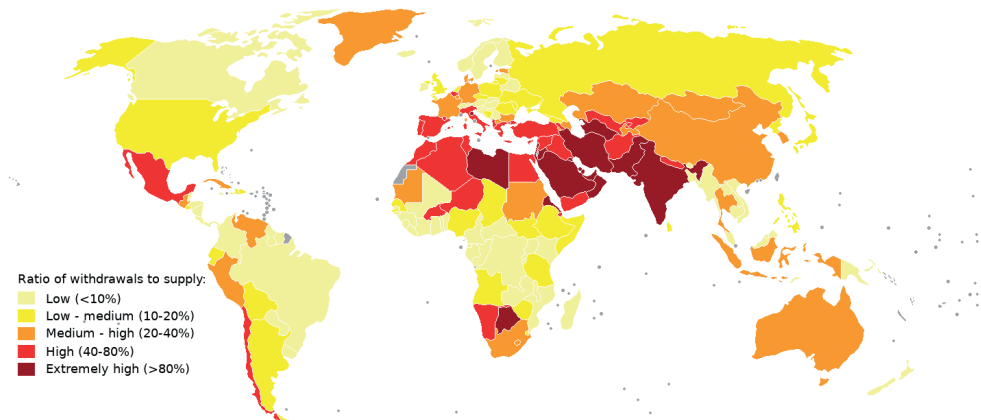 Ratio of withdrawals to supply:
Low (<10%)
Low - medium (10-20%)
Medium - high (20-40%)
High (40-80%)
Extremely high (>80%)